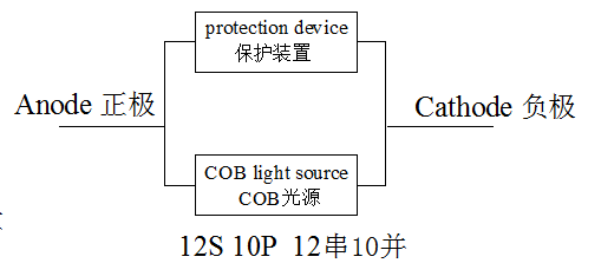 protection device
保护装置
Anode 正极
Cathode 负极
COB light source
COB光源
12S 10P 12串10并